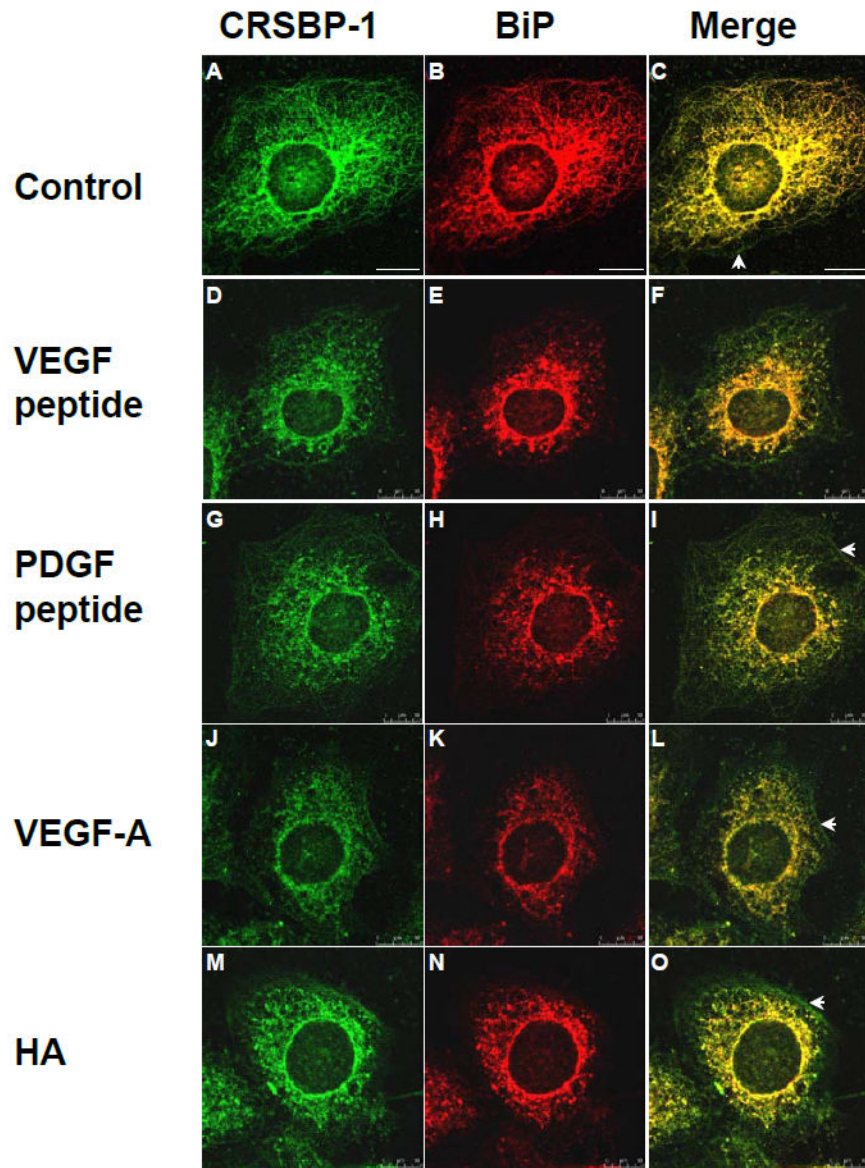 CRSBP-1 BiP Merge
Control A B C
VEGF peptide D E F
PDGF peptide G H I
VEGF-A J K L
HA M N O